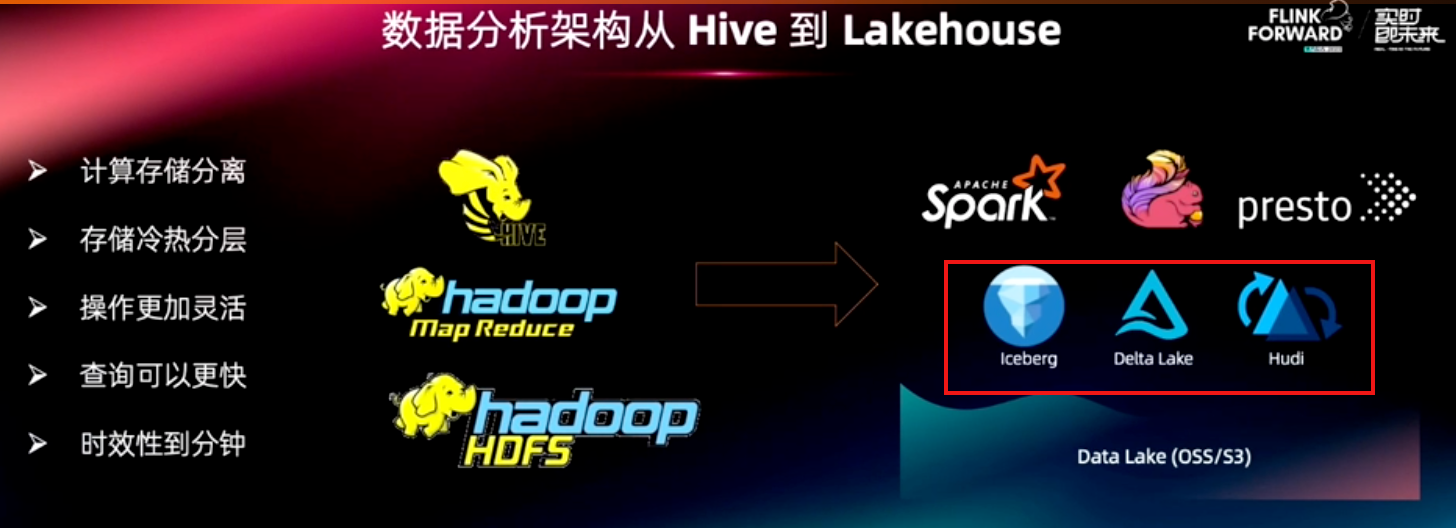 数据分析架构从 Hive 到 Lakehouse
FLINK
FORWARD
实时
即未来
计算存储分离
存储冷热分层
操作更加灵活
查询可以更快
时效性到分钟
HIVE
hadoop
Map Reduce
hadoop
HDFS
APACHE
Spark
presto
Iceberg
Delta Lake
Hudi
Data Lake (OSS/S3)